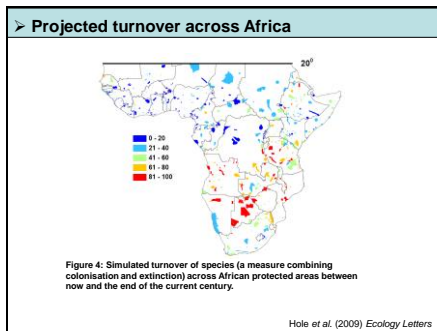 ➢ Projected turnover across Africa
20⁰
0 - 20
21 - 40
41 - 60
61 - 80
81 - 100
Figure 4: Simulated turnover of species (a measure combining
colonisation and extinction) across African protected areas between
now and the end of the current century.
Hole et al. (2009) Ecology Letters